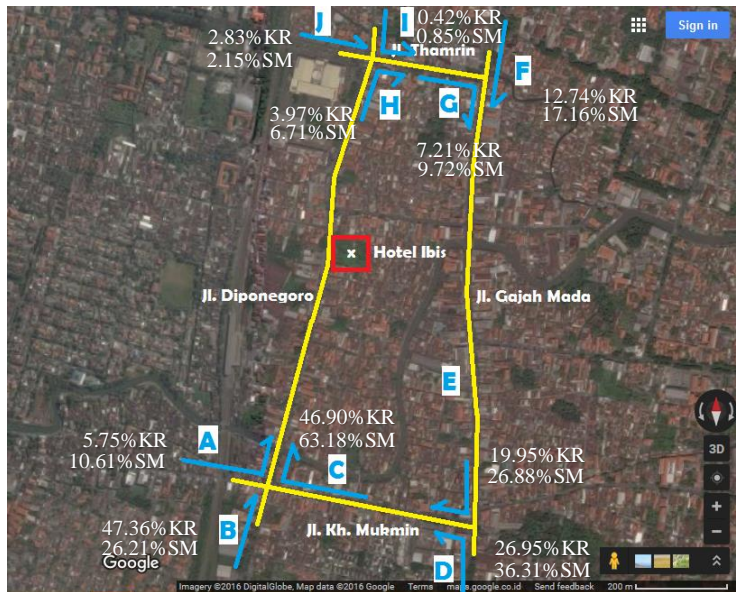 J
I
0.42%KR
0.85%SM
Sign in
2.83%KR
2.15%SM
Jl. Thamrin
F
H
G
12.74%KR
17.16%SM
3.97%KR
6.71%SM
7.21%KR
9.72%SM
Hotel Ibis
Jl. Diponegoro
Jl. Gajah Mada
E
46.90%KR
63.18%SM
A
5.75%KR
10.61%SM
C
19.95%KR
26.88%SM
3D
B
47.36%KR
26.21%SM
Jl. Kh. Mukmin
D
26.95%KR
36.31%SM
Google
Imagery ©2016 DigitalGlobe, Map data ©2016 Google Terms maps.google.co.id Send feedback 200 m